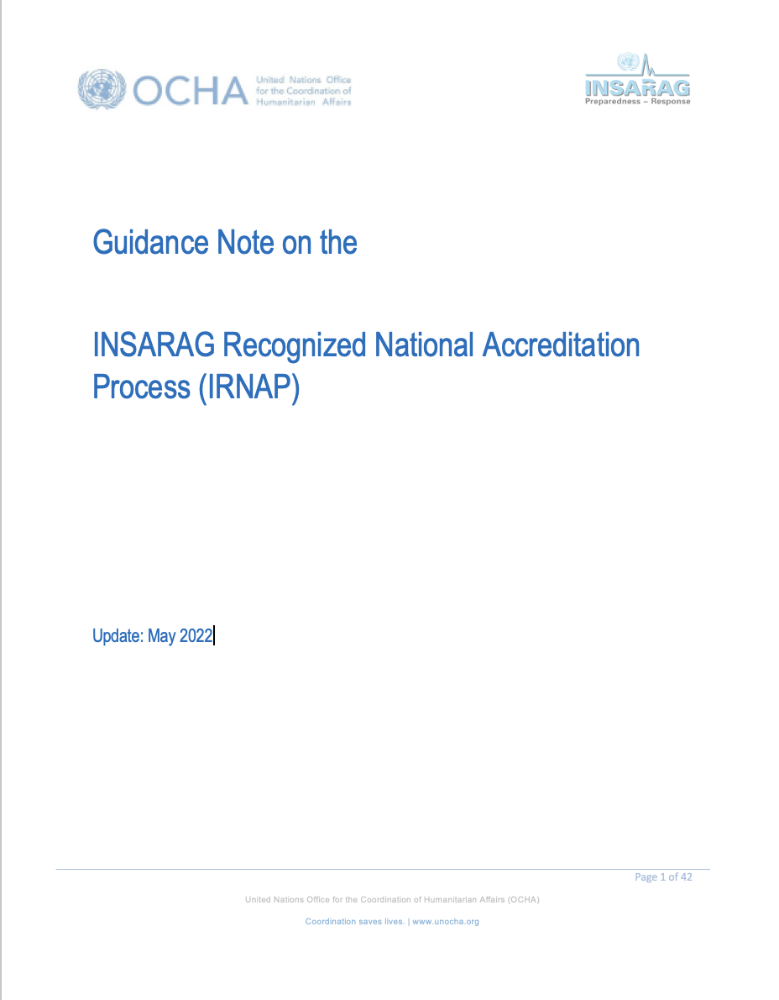 OCHA
United Nations Office
for the Coordination of
Humanitarian Affairs
INSARAG
Preparedness – Response
Guidance Note on the
INSARAG Recognized National Accreditation
Process (IRNAP)
Update: May 2022
Page 1 of 42
United Nations Office for the Coordination of Humanitarian Affairs (OCHA)
Coordination saves lives. | www.unocha.org